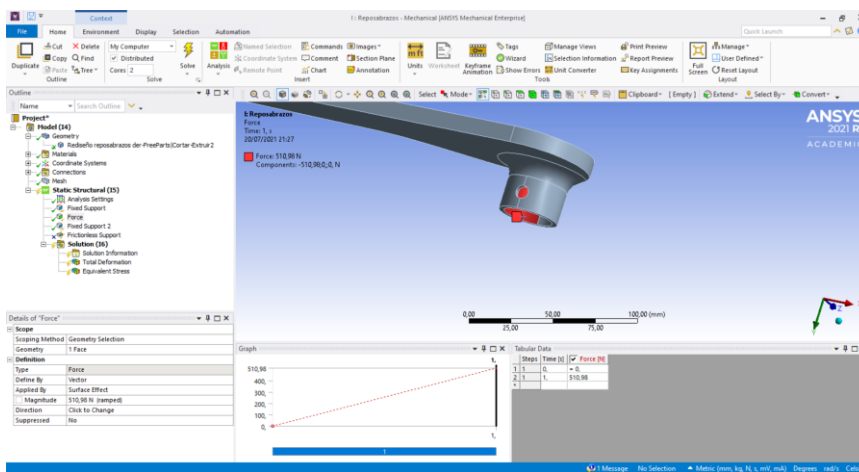 Context
I : Reposabrazos - Mechanical [ANSYS Mechanical Enterprise]
File Home Environment Display Selection Automation Quick Launch
Duplicate Cut Copy Paste Delete Find Tree My Computer Distributed Cores 2 Solve Analysis
Outline Solve
Named Selection Coordinate System Remote Point Commands Comment Chart Images Section Plane Annotation
Insert
Units Worksheet Keyframe Animation Tags Wizard Show Errors Manage Views Selection Information Unit Converter Print Preview Report Preview Key Assignments
Tools
Full Screen Manage User Defined Reset Layout
Layout
Outline
Name Search Outline
Select Mode Clipboard [ Empty ] Extend Select By Convert
Project*
Model (I4)
Geometry
Rediseño reposabrazos der-FreeParts|Cortar-Extruir2
Materials
Coordinate Systems
Connections
Mesh
Static Structural (I5)
Analysis Settings
Fixed Support
Force
Fixed Support 2
Frictionless Support
Solution (I6)
Solution Information
Total Deformation
Equivalent Stress
I: Reposabrazos
Force
Time: 1, s
20/07/2021 21:27
Force: 510,98 N
Components: -510,98;0,;0, N
ANSYS
2021 R
ACADEMIC
0,00 50,00 100,00 (mm)
25,00 75,00
Z
Y
Details of "Force"
Scope
Scoping Method Geometry Selection
Geometry 1 Face
Definition
Type Force
Define By Vector
Applied By Surface Effect
Magnitude 510,98 N (ramped)
Direction Click to Change
Suppressed No
Graph
1,
510,98
400,
300,
200,
100,
0,
1,
1
Tabular Data
Steps Time [s] Force [N]
1 1 0, = 0,
2 1 1, 510,98
*
1 Message No Selection Metric (mm, kg, N, s, mV, mA) Degrees rad/s Cels